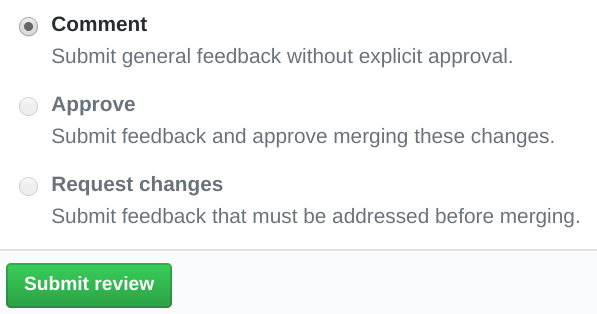 Comment
Submit general feedback without explicit approval.
Approve
Submit feedback and approve merging these changes.
Request changes
Submit feedback that must be addressed before merging.
Submit review